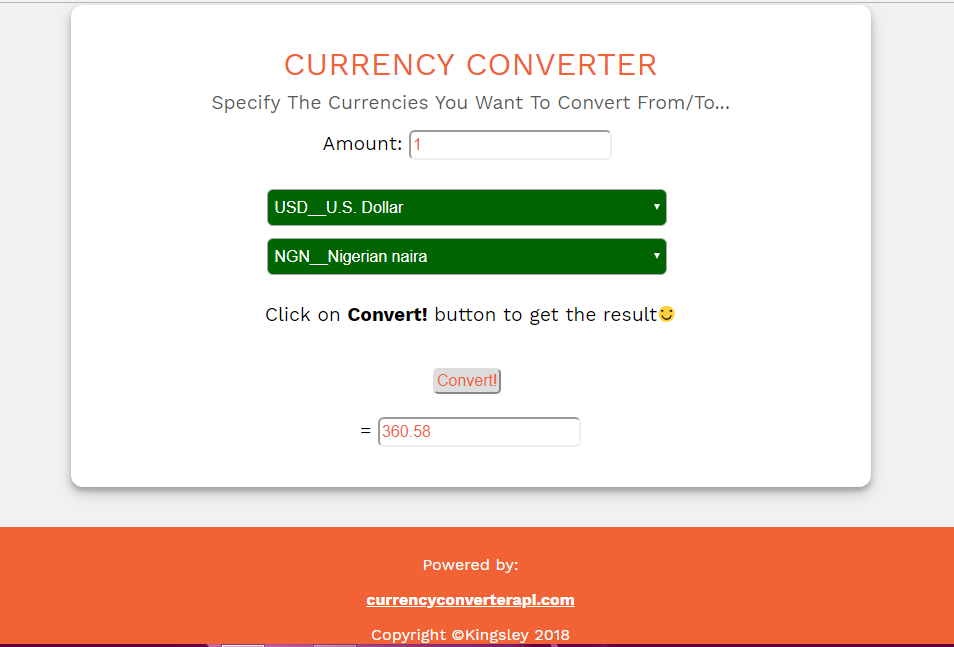 CURRENCY CONVERTER
Specify The Currencies You Want To Convert From/To...
Amount: 1
USD__U.S. Dollar
NGN__Nigerian naira
Click on Convert! button to get the result
Convert!
= 360.58
Powered by:
currencyconverterapi.com
Copyright ©Kingsley 2018